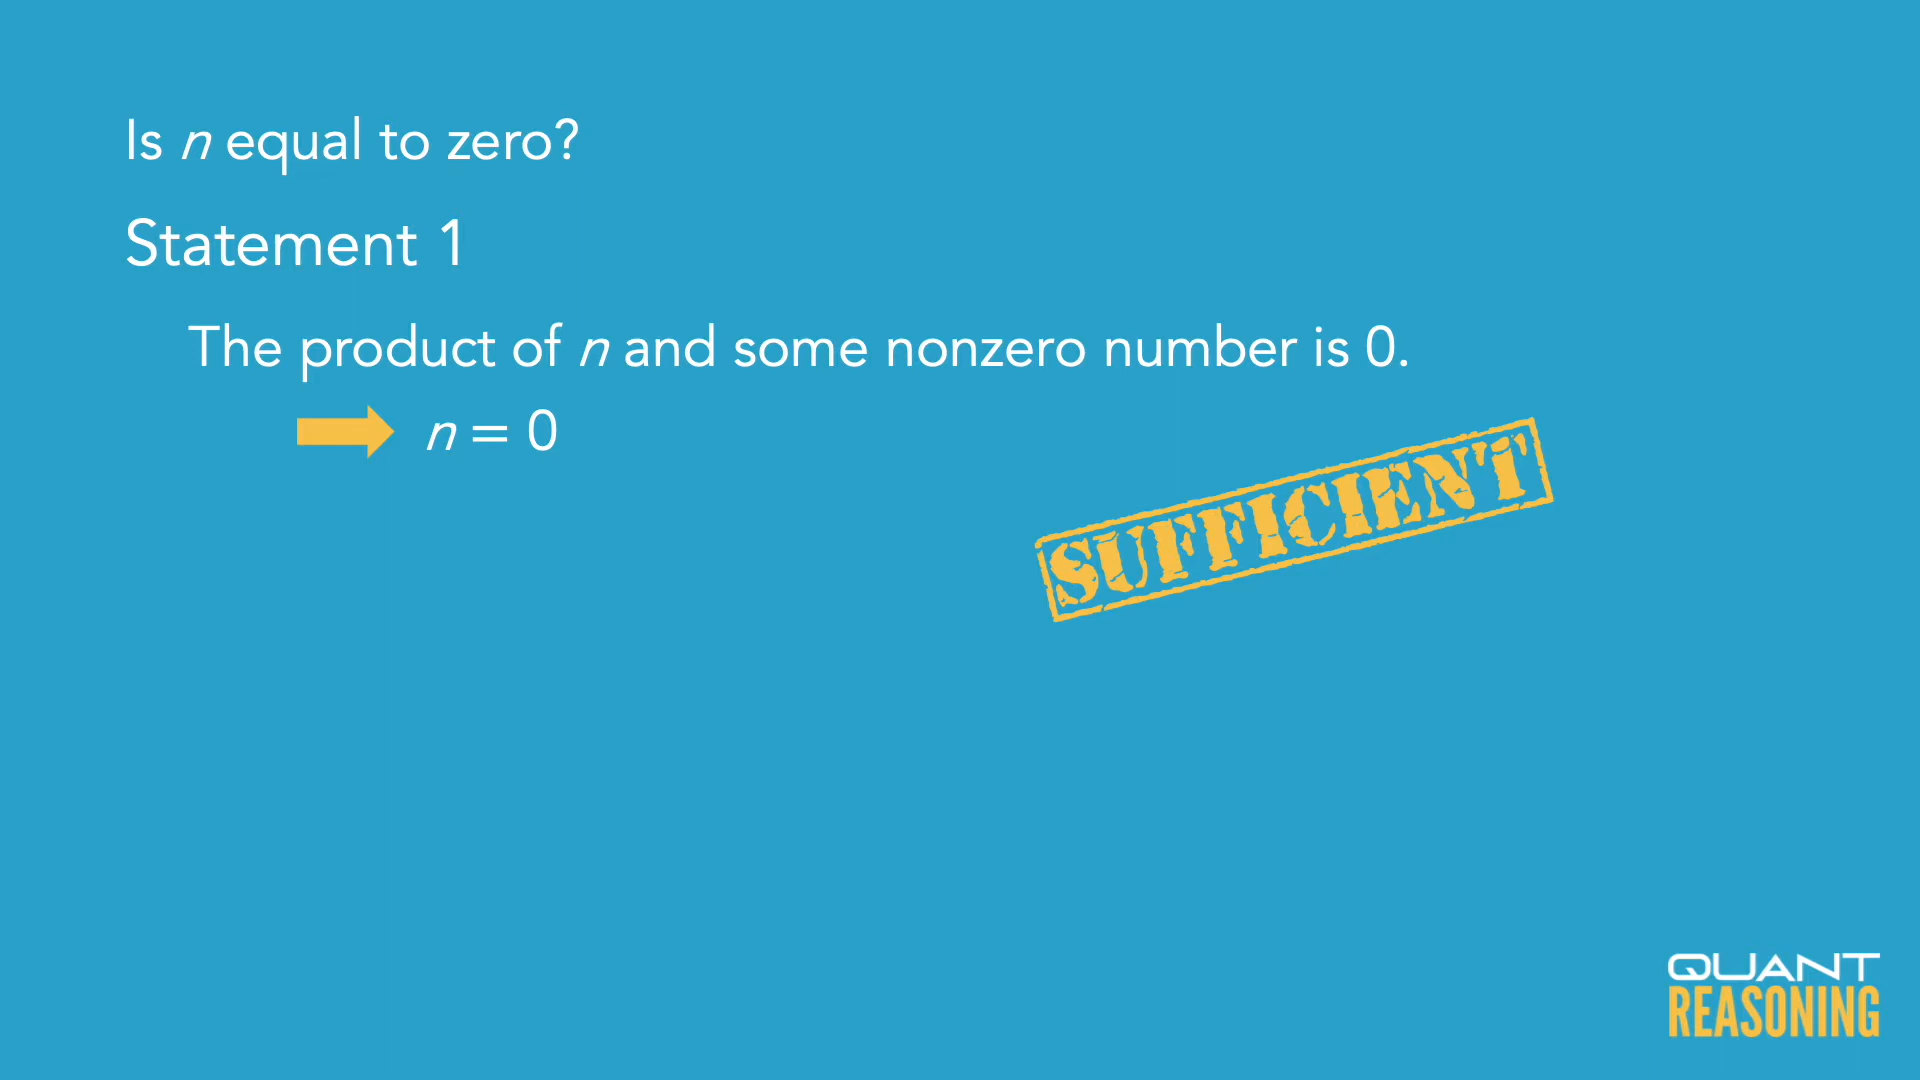 Is n equal to zero?
Statement 1
The product of n and some nonzero number is 0.
n = 0
SUFFICIENT
QUANT
REASONING